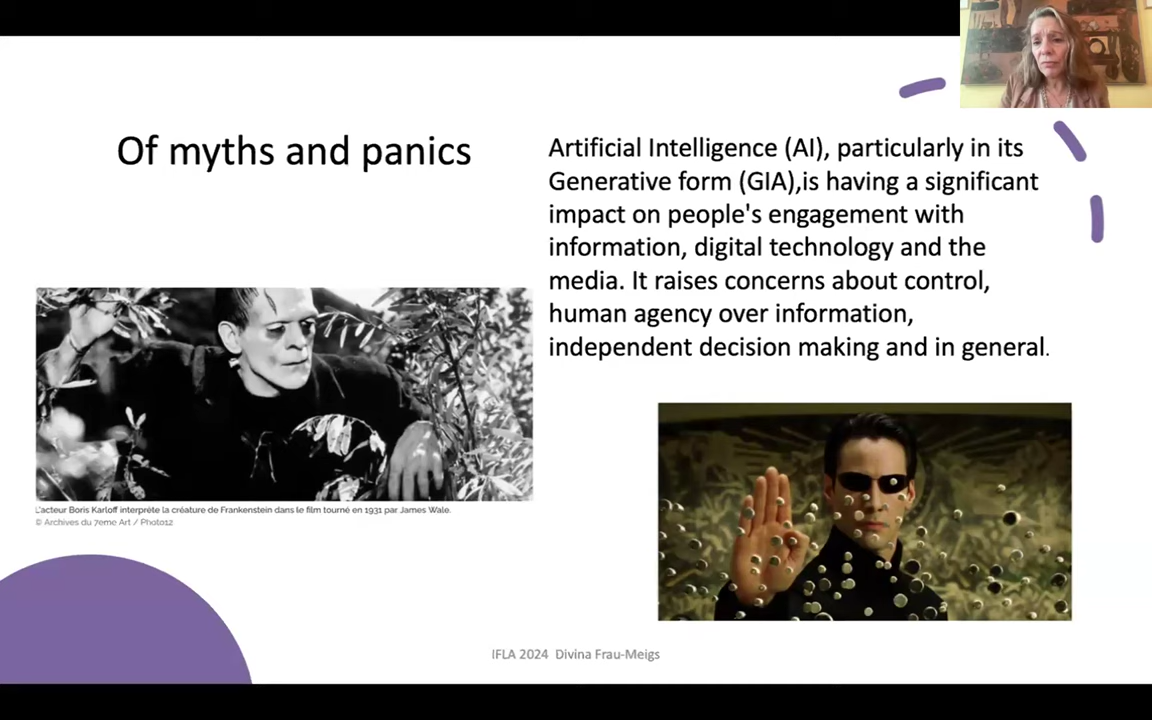 Of myths and panics
Artificial Intelligence (AI), particularly in its
Generative form (GIA),is having a significant
impact on people's engagement with
information, digital technology and the
media. It raises concerns about control,
human agency over information,
independent decision making and in general.
L'acteur Boris Karloff interprète la créature de Frankenstein dans le film tourné en 1931 par James Wale.
© Archives du 7eme Art / Photo12
IFLA 2024 Divina Frau-Meigs